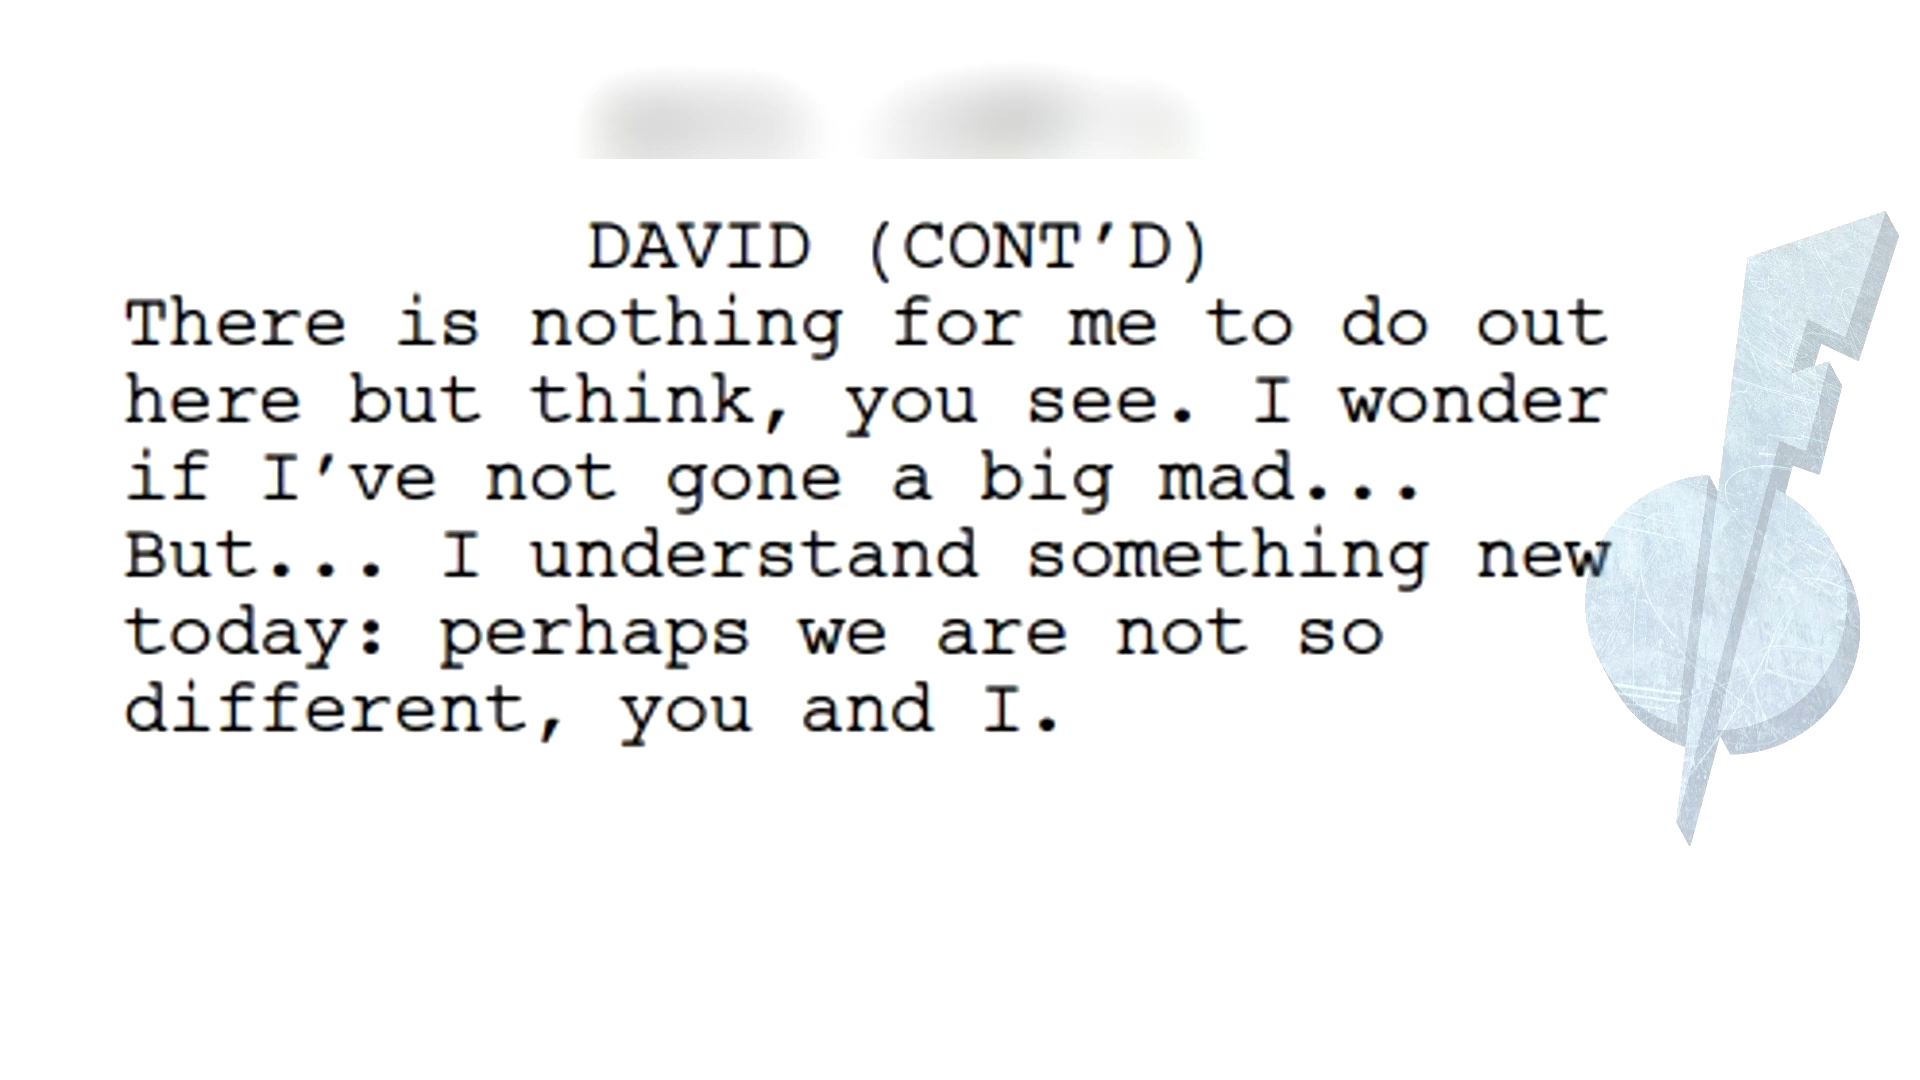 DAVID (CONT’D)
There is nothing for me to do out
here but think, you see. I wonder
if I’ve not gone a big mad...
But... I understand something new
today: perhaps we are not so
different, you and I.